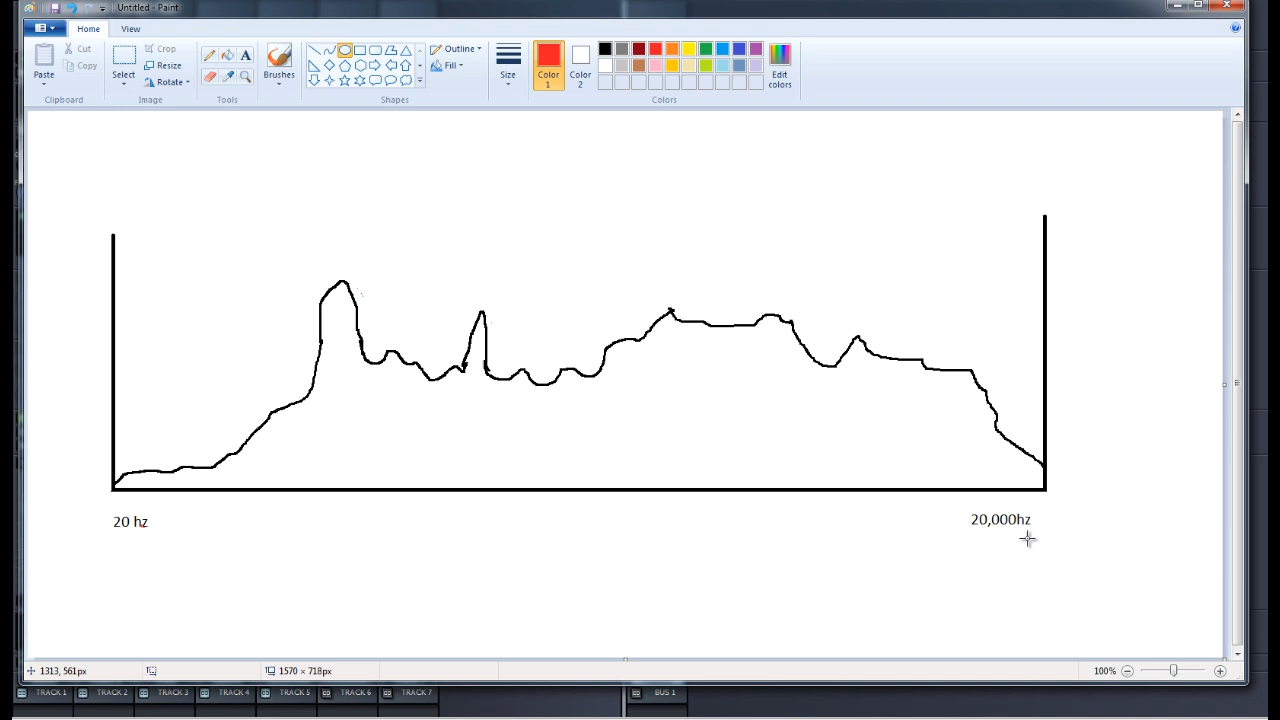 Untitled - Paint
Home
View
Paste
Cut
Copy
Clipboard
Select
Crop
Resize
Rotate
Image
A
Tools
Brushes
Outline
Fill
Shapes
Size
Color
1
Color
2
Edit
colors
Colors
20 hz
20,000hz
1313, 561px
1570 × 718px
100%
TRACK 1
TRACK 2
TRACK 3
TRACK 4
TRACK 5
TRACK 6
TRACK 7
BUS 1